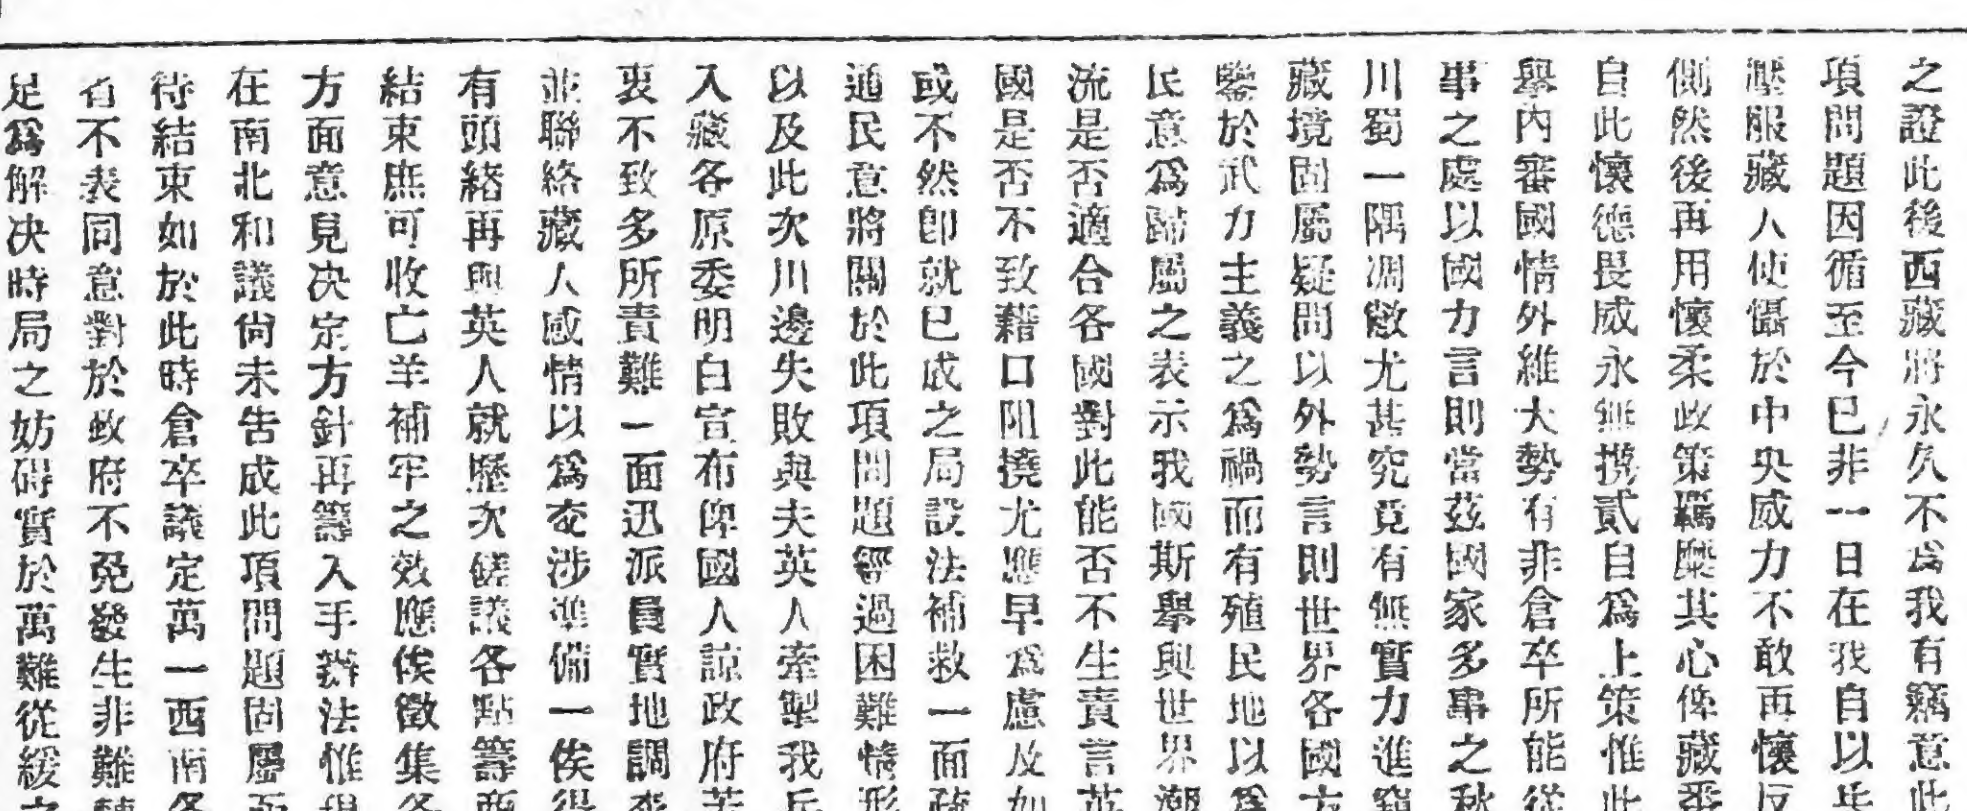 之證此後西藏將永久不爲我有竊意此
項問題因循至今已非一日在我自以兵
壓服藏人使懾於中央威力不敢再懷反
側然後再用懷柔政策羈縻其心俾藏番
自此懷德畏威永無攜貳自爲上策惟此
舉內審國情外維大勢有非倉卒所能從
事之處以國力言則當茲國家多事之秋
川蜀一隅凋敝尤甚究竟有無實力進窺
藏境固屬疑問以外勢言則世界各國方
鑒於武力主義之爲禍而有殖民地以爲
民意爲歸屬之表示我國斯舉與世界潮
流是否適合各國對此能否不生責言英
國是否不致藉口阻撓尤應早爲慮及如
或不然卽就已成之局設法補救一面疏
通民意將關於此項問題經過困難情形
以及此次川邊失敗與夫英人牽掣我兵
入藏各原委明白宣布俾國人諒政府苦
衷不致多所責難一面迅派員實地調查
並聯絡藏人感情以爲交涉準備一俟得
有頭緒再與英人就歷次磋議各點籌商
結束庶可收亡羊補牢之效應俟徵集各
方面意見決定方針再籌入手辦法惟現
在南北和議尙未告成此項問題固屬而
待結束如於此時倉卒議定萬一西南各
省不表同意對於政府不免發生非難轉
足爲解決時局之妨碍實於萬難從緩之